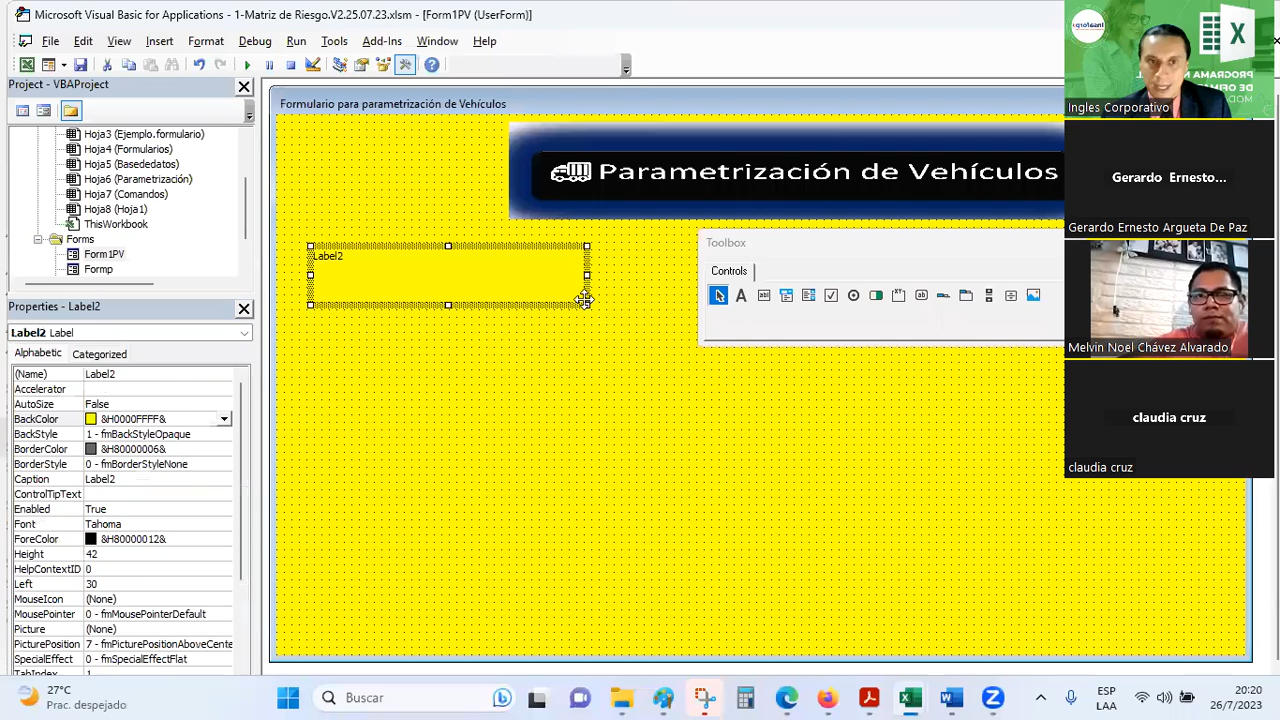 Microsoft Visual Basic for Applications - 1-Matriz de Riesgo.V2.25.07.23.xlsm - [Form1PV (UserForm)]
File Edit View Insert Format Debug Run Tools Add-Ins Window Help
Project - VBAProject
Hoja3 (Ejemplo.formulario)
Hoja4 (Formularios)
Hoja5 (Basededatos)
Hoja6 (Parametrización)
Hoja7 (Comandos)
Hoja8 (Hoja1)
ThisWorkbook
Forms
Form1PV
Formp
Properties - Label2
Label2 Label
Alphabetic Categorized
(Name) Label2
Accelerator
AutoSize False
BackColor &H0000FFFF&
BackStyle 1 - fmBackStyleOpaque
BorderColor &H80000006&
BorderStyle 0 - fmBorderStyleNone
Caption Label2
ControlTipText
Enabled True
Font Tahoma
ForeColor &H80000012&
Height 42
HelpContextID 0
Left 30
MouseIcon (None)
MousePointer 0 - fmMousePointerDefault
Picture (None)
PicturePosition 7 - fmPicturePositionAboveCente
SpecialEffect 0 - fmSpecialEffectFlat
TabIndex 1
Formulario para parametrización de Vehículos
Parametrización de Vehículos
Label2
Toolbox
Controls
PROGRAMA
DE OFIMA
Ingles Corporativo
Gerardo Ernesto...
Gerardo Ernesto Argueta De Paz
Melvin Noel Chávez Alvarado
claudia cruz
claudia cruz
27°C
Prac. despejado
Buscar
ESP
LAA
20:20
26/7/2023